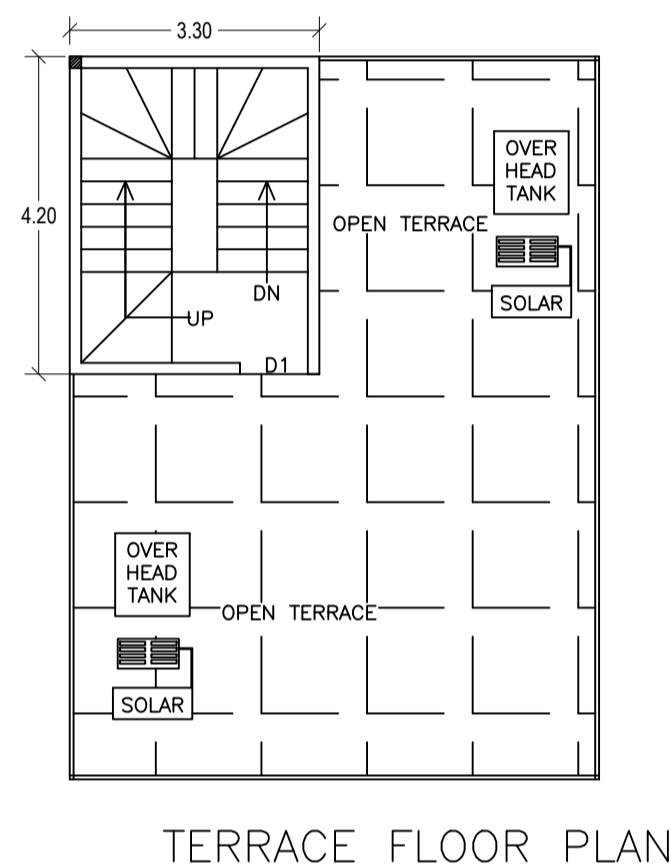 3.30
4.20
OVER
HEAD
TANK
OPEN TERRACE
SOLAR
DN
UP
D1
OVER
HEAD
TANK
OPEN TERRACE
SOLAR
TERRACE FLOOR PLAN